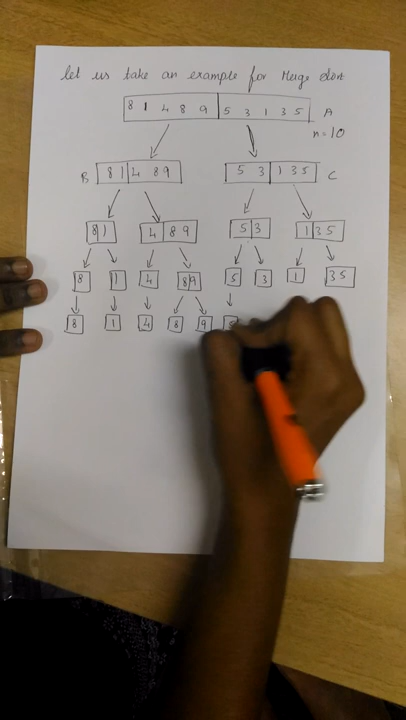 let us take an example for Merge Sort
8 1 4 8 9 5 3 1 3 5 A
n=10
B 8 1 4 8 9 5 3 1 3 5 C
8 1 4 8 9 5 3 1 3 5
8 1 4 8 9 5 3 1 3 5
8 1 4 8 9 5